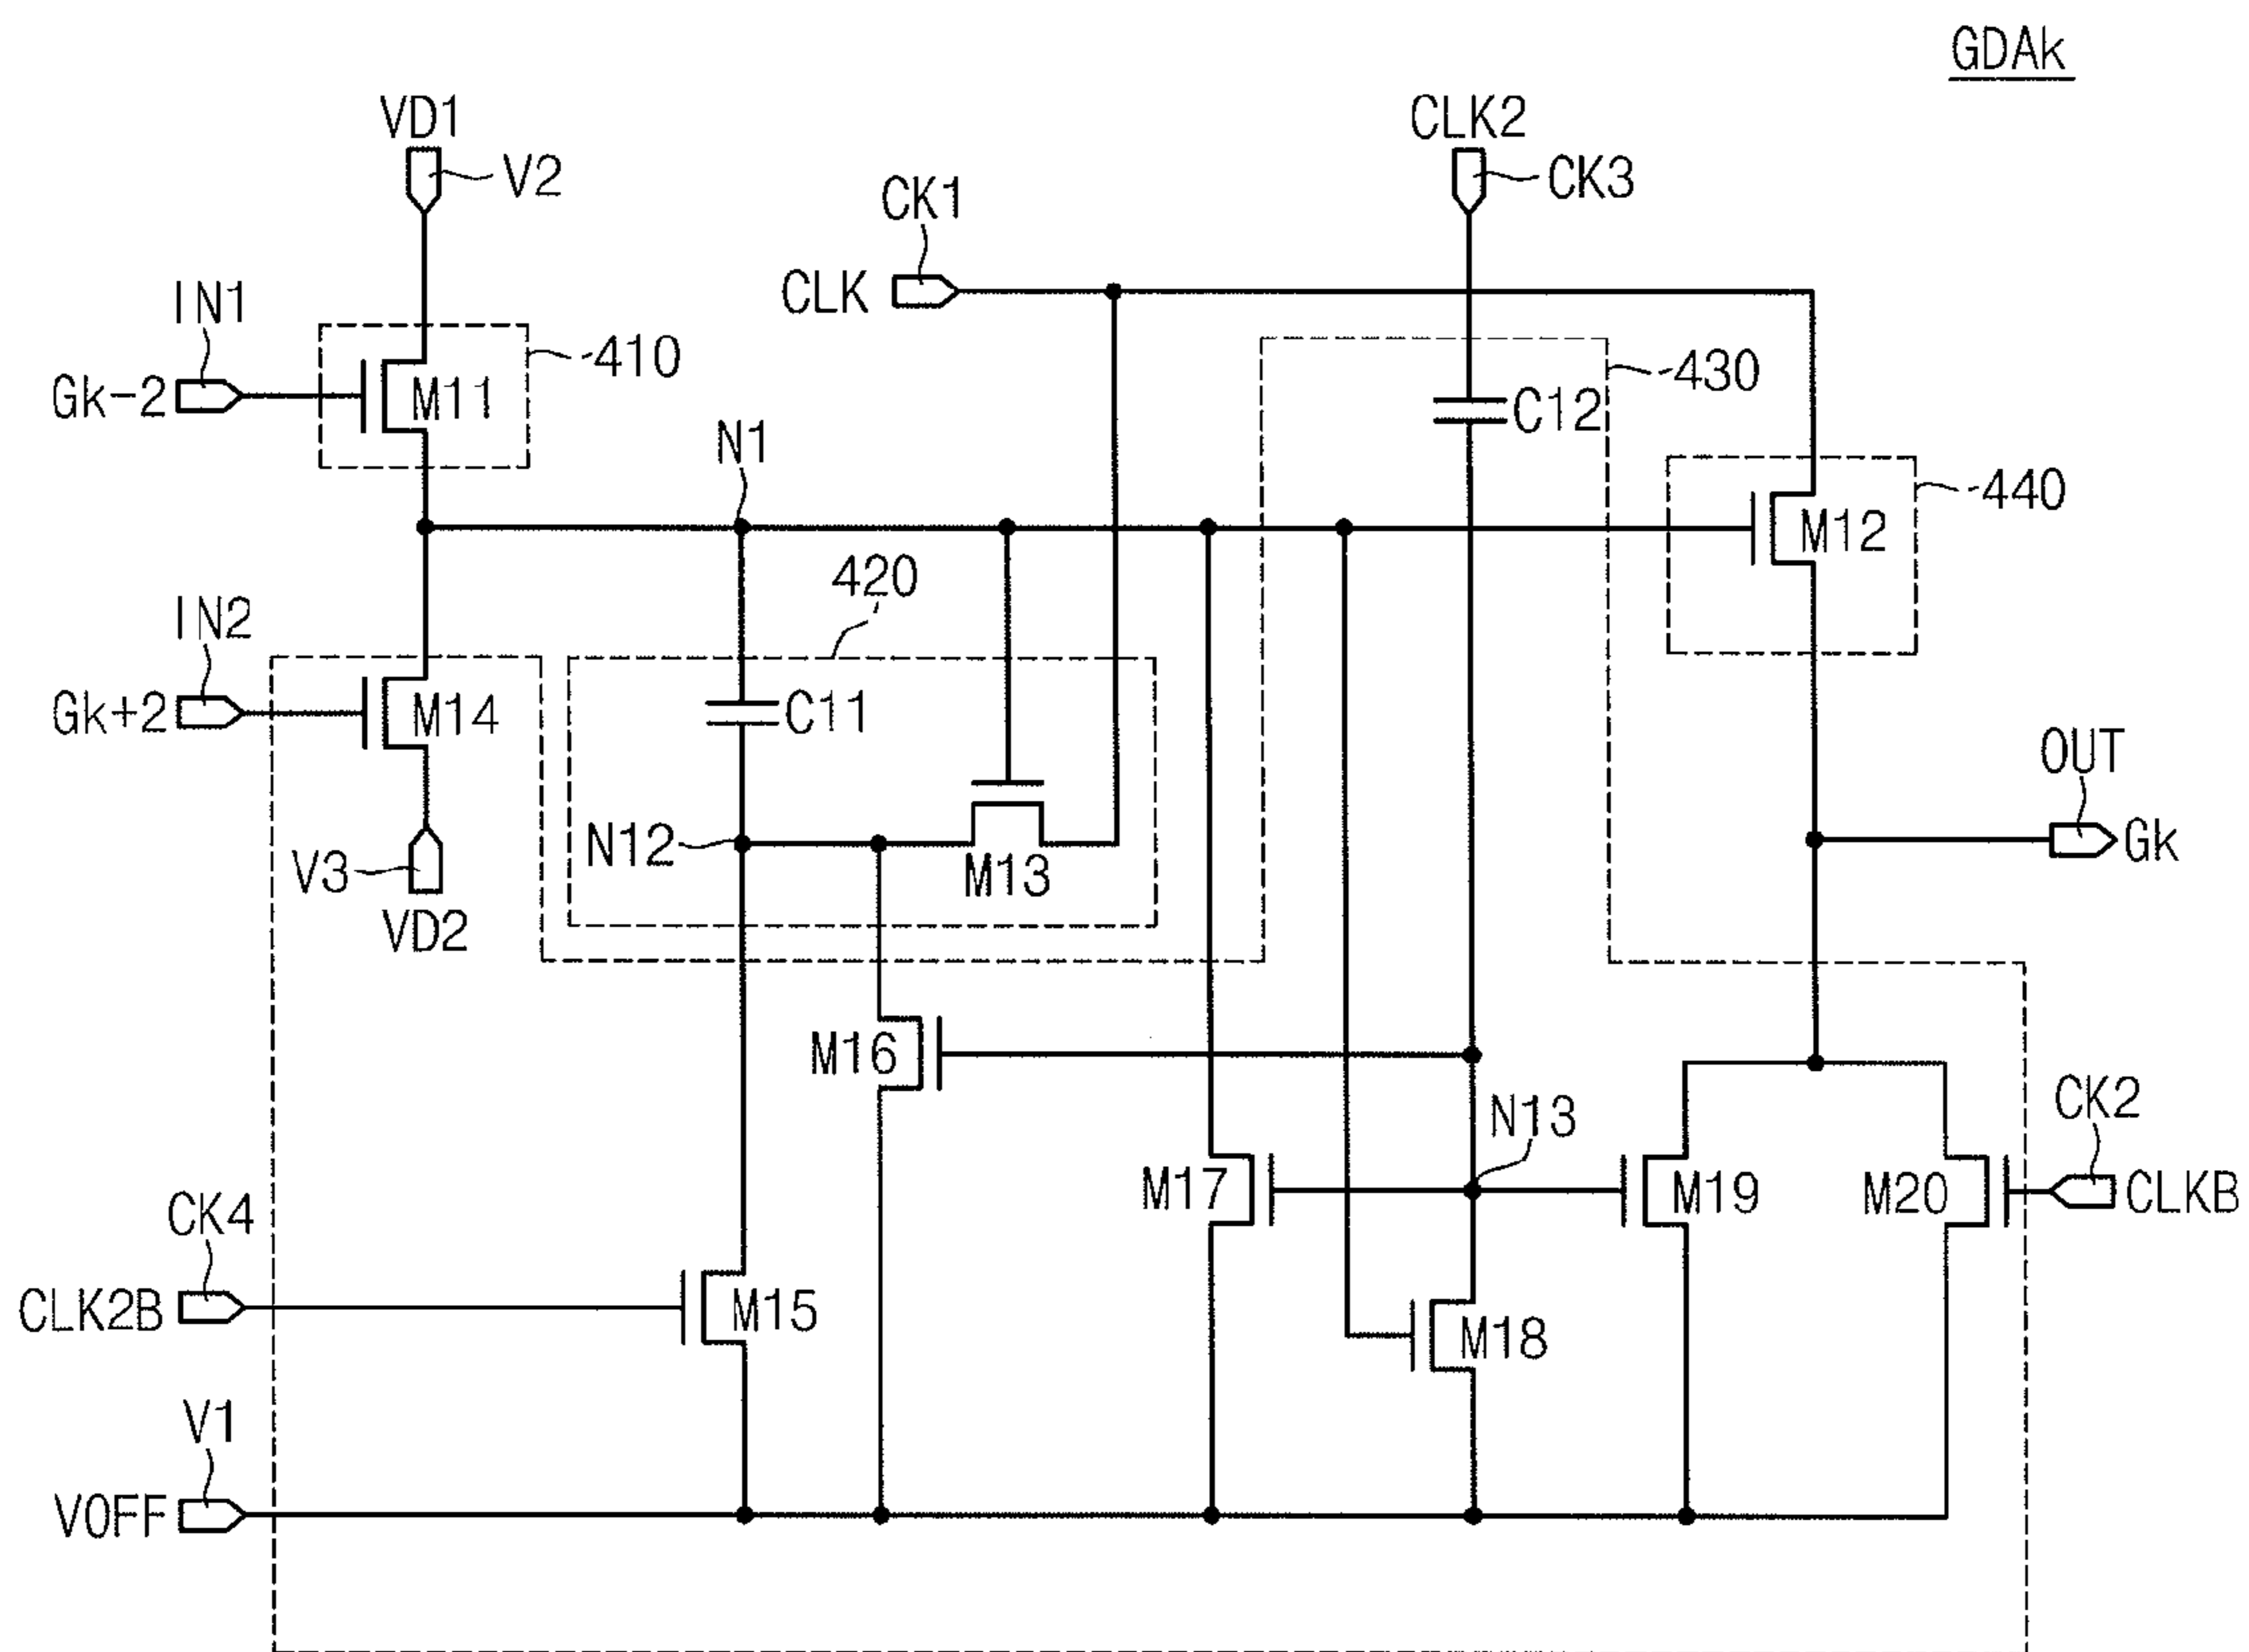 GDAk
VD1
V2
CLK2
CK3
CK1
CLK
IN1
Gk-2
M11
410
430
C12
N1
440
M12
420
IN2
Gk+2
M14
C11
OUT
Gk
N12
M13
V3
VD2
M16
N13
CK2
M17
M19
M20
CLKB
CK4
CLK2B
M15
M18
V1
VOFF